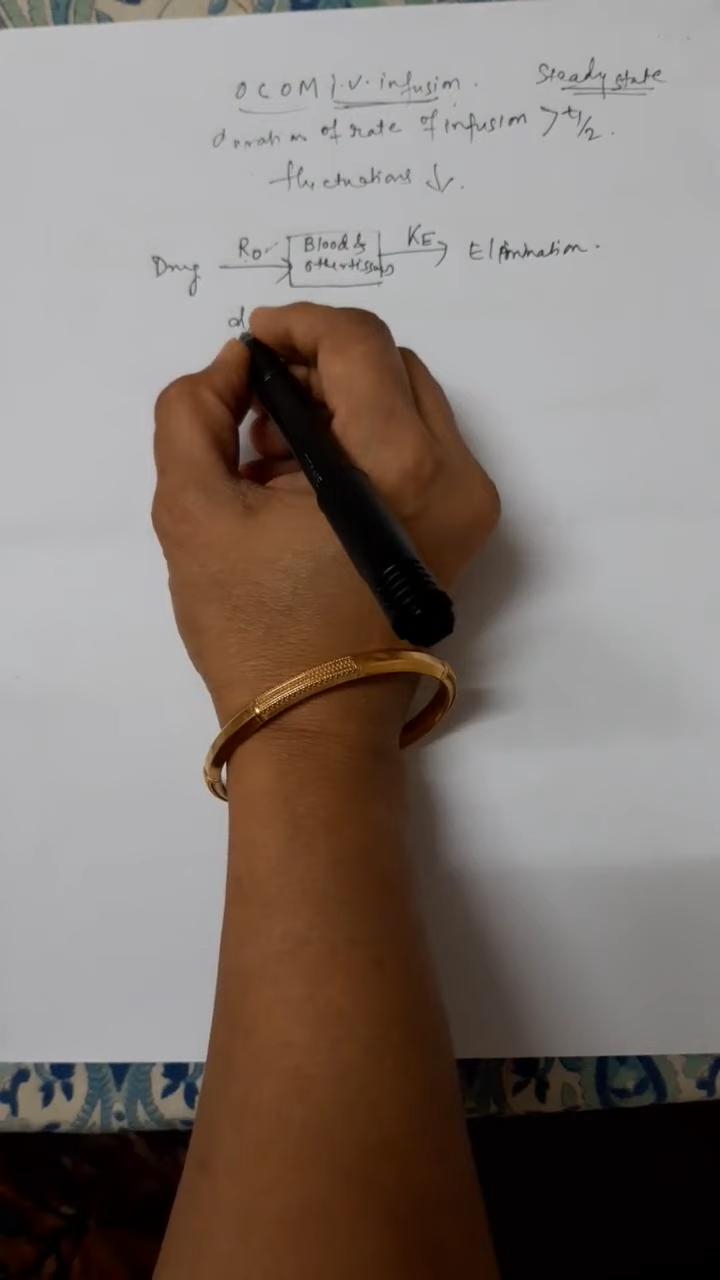 OCOM I.V. infusion. Steady state
duration of rate of infusion > t1/2.
fluctuations ↓.
Drug R0 → Blood & other tissues KE → Elimination.
d